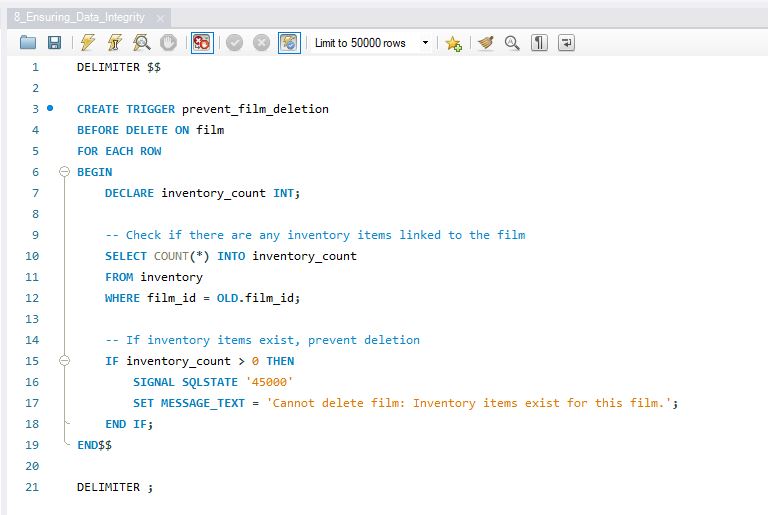 8_Ensuring_Data_Integrity
Limit to 50000 rows
1 DELIMITER $$
2
3 CREATE TRIGGER prevent_film_deletion
4 BEFORE DELETE ON film
5 FOR EACH ROW
6 BEGIN
7 DECLARE inventory_count INT;
8
9 -- Check if there are any inventory items linked to the film
10 SELECT COUNT(*) INTO inventory_count
11 FROM inventory
12 WHERE film_id = OLD.film_id;
13
14 -- If inventory items exist, prevent deletion
15 IF inventory_count > 0 THEN
16 SIGNAL SQLSTATE '45000'
17 SET MESSAGE_TEXT = 'Cannot delete film: Inventory items exist for this film.';
18 END IF;
19 END$$
20
21 DELIMITER ;